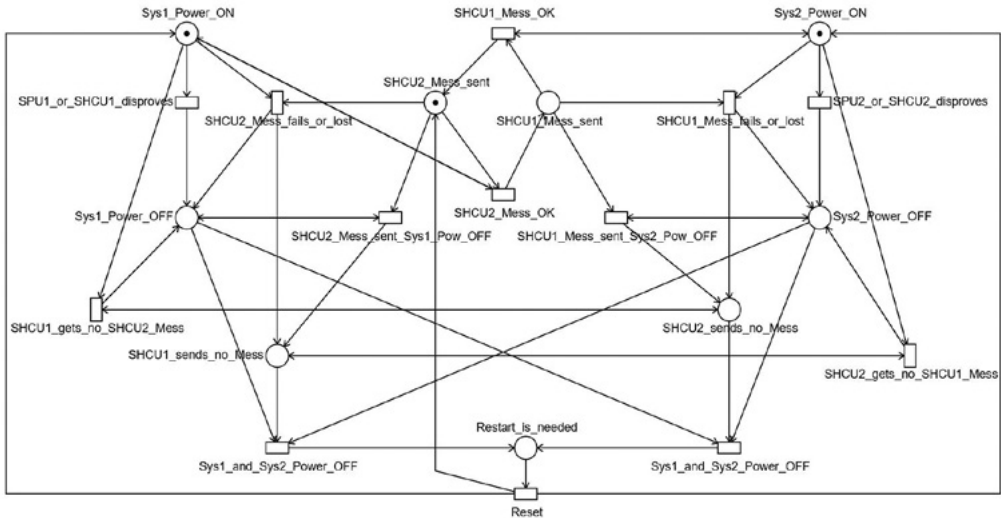 Sys1_Power_ON
SHCU1_Mess_OK
Sys2_Power_ON
SHCU2_Mess_sent
SPU1_or_SHCU1_disproves
SHCU2_Mess_fails_or_lost
SHCU1_Mess_sent
SHCU1_Mess_fails_or_lost
SPU2_or_SHCU2_disproves
Sys1_Power_OFF
SHCU2_Mess_OK
Sys2_Power_OFF
SHCU2_Mess_sent_Sys1_Pow_OFF
SHCU1_Mess_sent_Sys2_Pow_OFF
SHCU1_gets_no_SHCU2_Mess
SHCU2_sends_no_Mess
SHCU1_sends_no_Mess
SHCU2_gets_no_SHCU1_Mess
Restart_is_needed
Sys1_and_Sys2_Power_OFF
Sys1_and_Sys2_Power_OFF
Reset